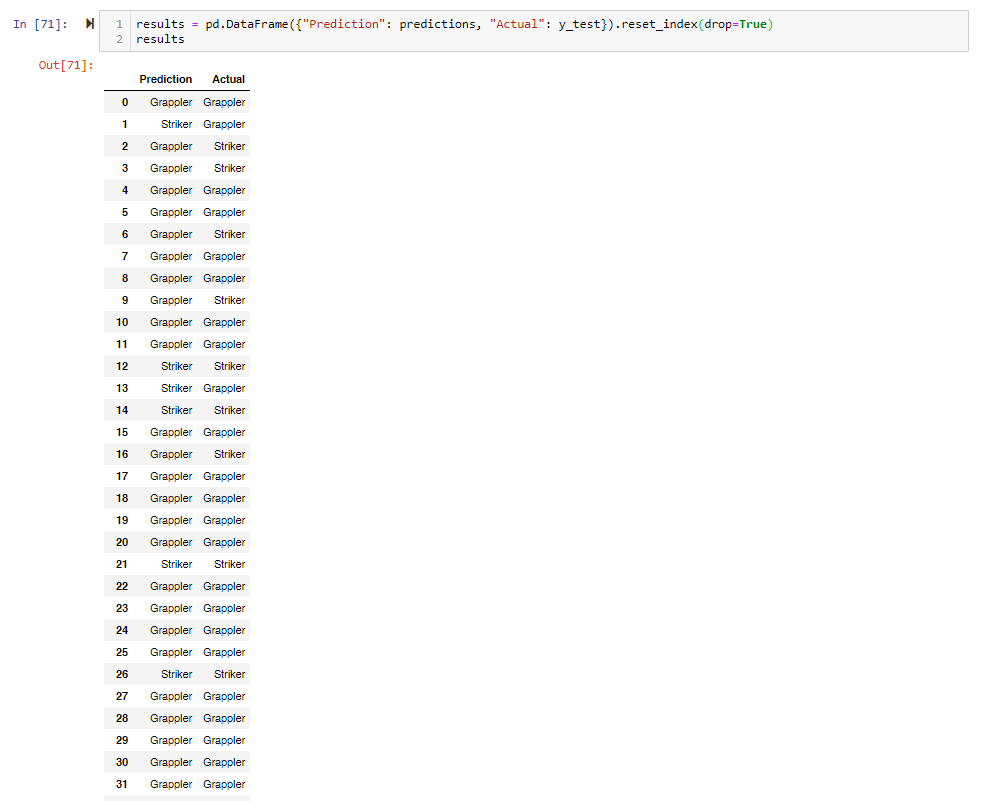 In [71]: 1 results = pd.DataFrame({"Prediction": predictions, "Actual": y_test}).reset_index(drop=True)
2 results
Out[71]:
Prediction Actual
0 Grappler Grappler
1 Striker Grappler
2 Grappler Striker
3 Grappler Striker
4 Grappler Grappler
5 Grappler Grappler
6 Grappler Striker
7 Grappler Grappler
8 Grappler Grappler
9 Grappler Striker
10 Grappler Grappler
11 Grappler Grappler
12 Striker Striker
13 Striker Grappler
14 Striker Striker
15 Grappler Grappler
16 Grappler Striker
17 Grappler Grappler
18 Grappler Grappler
19 Grappler Grappler
20 Grappler Grappler
21 Striker Striker
22 Grappler Grappler
23 Grappler Grappler
24 Grappler Grappler
25 Grappler Grappler
26 Striker Striker
27 Grappler Grappler
28 Grappler Grappler
29 Grappler Grappler
30 Grappler Grappler
31 Grappler Grappler